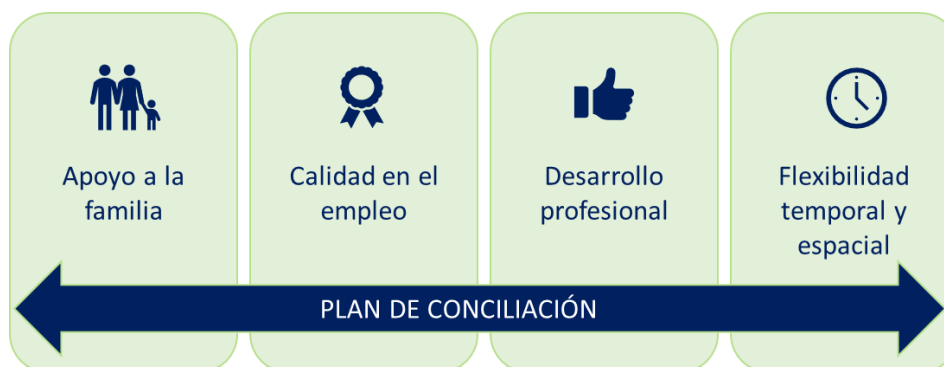 Apoyo a la
familia
Calidad en el
empleo
Desarrollo
profesional
Flexibilidad
temporal y
espacial
PLAN DE CONCILIACIÓN